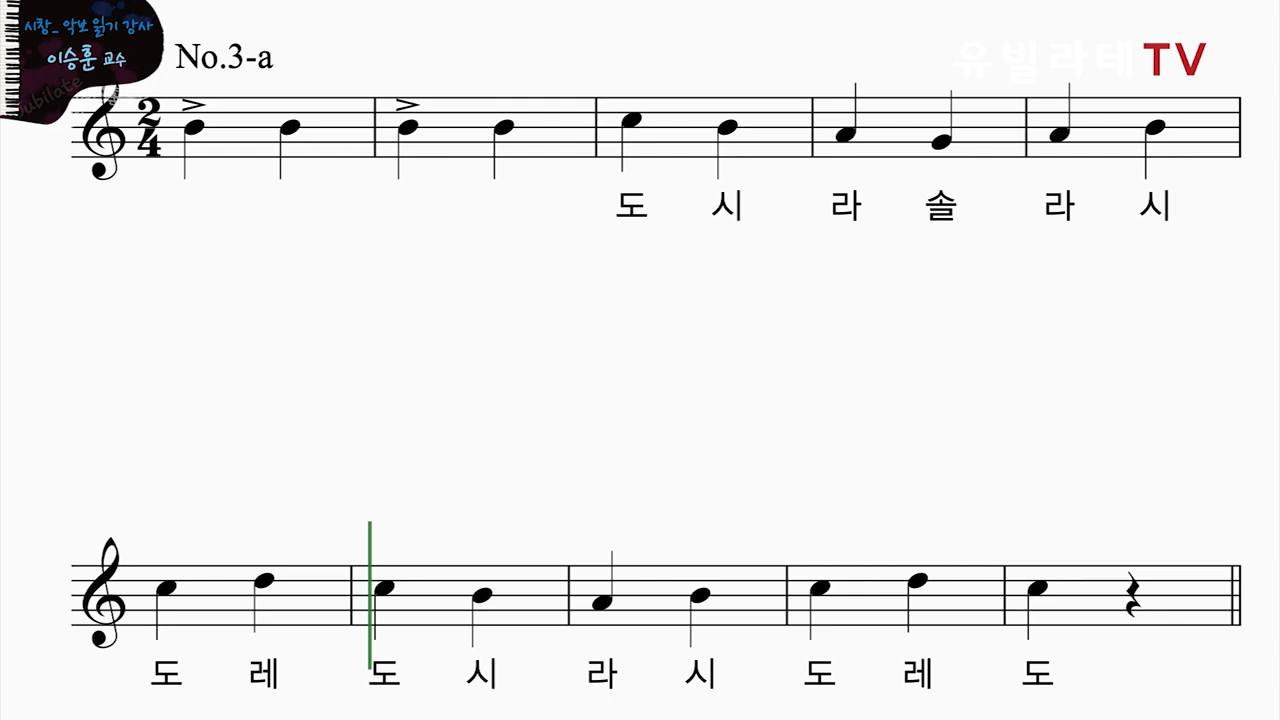 시창_악보 읽기 강사
이승훈 교수
Jubilate
No.3-a
유빌라테TV
2
4
도 시 라 솔 라 시
도 레 도 시 라 시 도 레 도